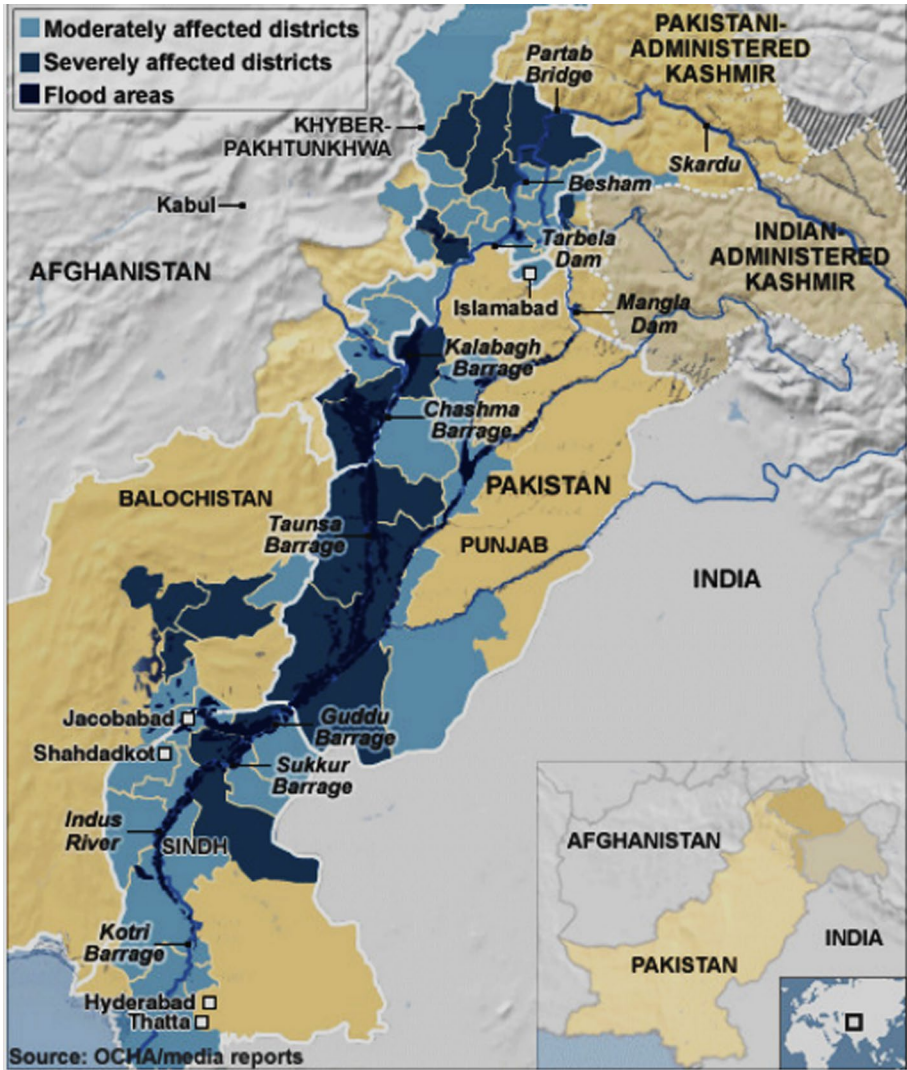 Moderately affected districts
Severely affected districts
Flood areas
PAKISTANI-
ADMINISTERED
KASHMIR
Partab
Bridge
KHYBER-
PAKHTUNKHWA
Skardu
Besham
Kabul
AFGHANISTAN
Tarbela
Dam
INDIAN-
ADMINISTERED
KASHMIR
Islamabad
Mangla
Dam
Kalabagh
Barrage
Chashma
Barrage
BALOCHISTAN
PAKISTAN
Taunsa
Barrage
PUNJAB
INDIA
Jacobabad
Guddu
Barrage
Shahdadkot
Sukkur
Barrage
Indus
River
SINDH
Kotri
Barrage
Hyderabad
Thatta
AFGHANISTAN
INDIA
PAKISTAN
Source: OCHA/media reports